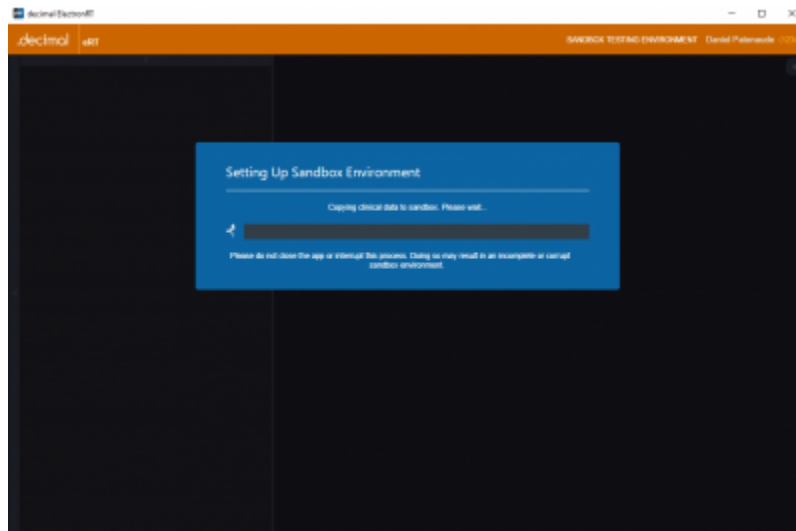 .decimal ElectronRT
.decimal eRT
SANDBOX TESTING ENVIRONMENT Daniel Patenaude
Setting Up Sandbox Environment
Copying clinical data to sandbox. Please wait...
Please do not close the app or interrupt this process. Doing so may result in an incomplete or corrupt
sandbox environment.